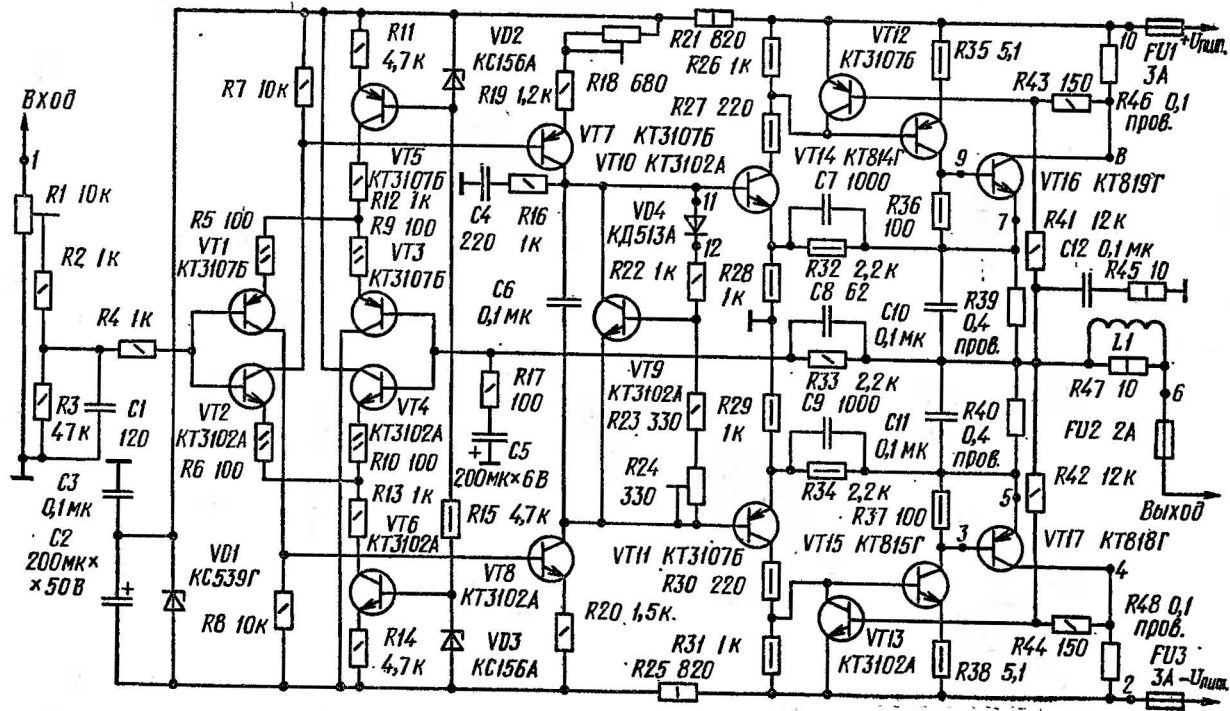 ВХОД
1
R1 10к
R2 1к
R3
47к
C1
120
C3
0,1мк
C2
200мк×
×50В
+
VD1
КС539Г
R4 1к
R5 100
VT1
КТ3107Б
VT2
КТ3102А
R6 100
R7 10к
R8 10к
R11
4,7к
VT5
КТ3107Б
R12 1к
R9 100
VT3
КТ3107Б
VT4
КТ3102А
R10 100
R13 1к
VT6
КТ3102А
R14
4,7к
VD2
КС156А
R15 4,7к
VD3
КС156А
R17
100
C5
+
200мк×6В
R18 680
R19 1,2к
VT7 КТ3107Б
C4
220
R16
1к
C6
0,1мк
VT8
КТ3102А
R20 1,5к.
R21 820
R25 820
VT10 КТ3102А
VD4
КД513А
11
12
R22 1к
VT9
КТ3102А
R23 330
R24
330
VT11 КТ3107Б
R26 1к
R27 220
R28
1к
R29
1к
R30 220
R31 1к
VT12
КТ3107Б
VT14 КТ814Г
C7 1000
R32 2,2к
C8 62
R33 2,2к
C9 1000
R34 2,2к
C10
0,1мк
C11
0,1мк
R35 5,1
R36
100
R37 100
VT15 КТ815Г
VT13
КТ3102А
R38 5,1
9
7
VT16 КТ819Г
8
R39
0,4
пров.
R40
0,4
пров.
5
3
VT17 КТ818Г
4
R41 12к
C12 0,1мк
R45 10
R42 12к
R43 150
R44 150
R46 0,1
пров.
R48 0,1
пров.
10
FU1
3А
+Uпит.
L1
R47 10
6
FU2 2А
Выход
2
FU3
3А
−Uпит.